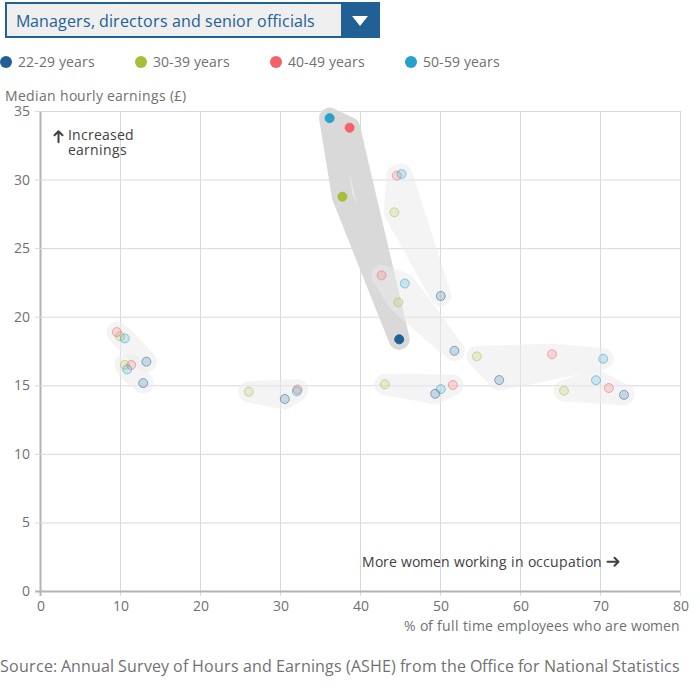 Managers, directors and senior officials
22-29 years 30-39 years 40-49 years 50-59 years
Median hourly earnings (£)
35
↑ Increased
earnings
30
25
20
15
10
5
More women working in occupation →
0
0 10 20 30 40 50 60 70 80
% of full time employees who are women
Source: Annual Survey of Hours and Earnings (ASHE) from the Office for National Statistics